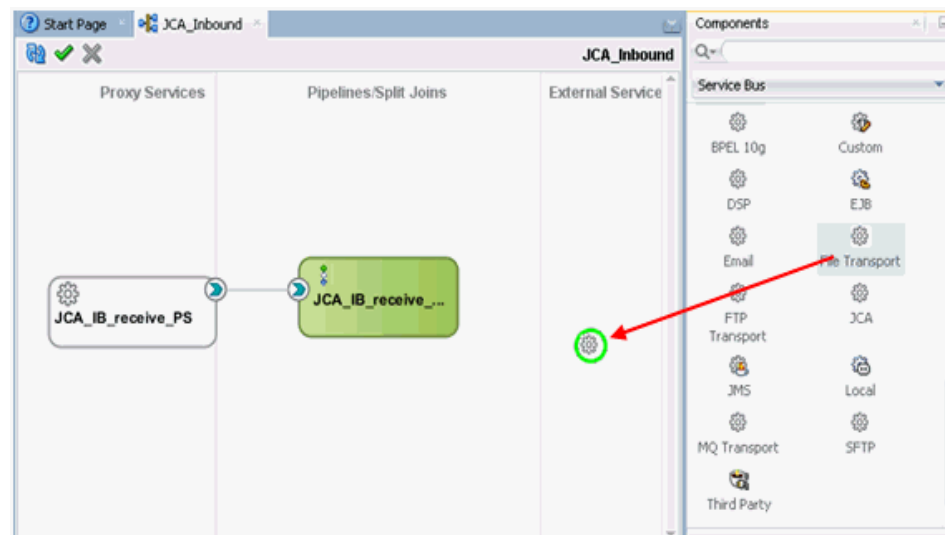 Start Page
JCA_Inbound
JCA_Inbound
Proxy Services
Pipelines/Split Joins
External Service
JCA_IB_receive_PS
JCA_IB_receive_...
Components
Service Bus
BPEL 10g
Custom
DSP
EJB
Email
File Transport
FTP
Transport
JCA
JMS
Local
MQ Transport
SFTP
Third Party